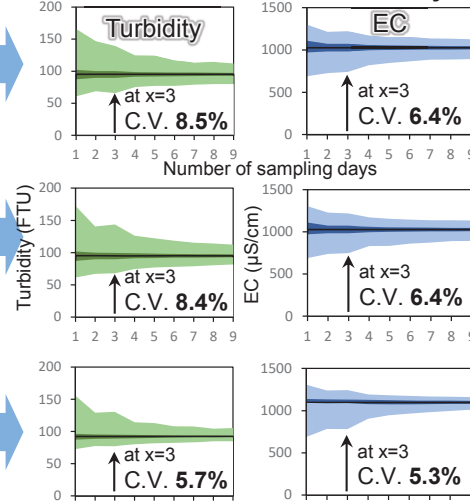 Turbidity
EC
200
150
100
50
0
at x=3
C.V. 8.5%
1 2 3 4 5 6 7 8 9
1500
1000
500
0
at x=3
C.V. 6.4%
1 2 3 4 5 6 7 8 9
Number of sampling days
Turbidity (FTU)
200
150
100
50
0
at x=3
C.V. 8.4%
1 2 3 4 5 6 7 8 9
EC (µS/cm)
1500
1000
500
0
at x=3
C.V. 6.4%
1 2 3 4 5 6 7 8 9
200
150
100
50
0
at x=3
C.V. 5.7%
1500
1000
500
0
at x=3
C.V. 5.3%